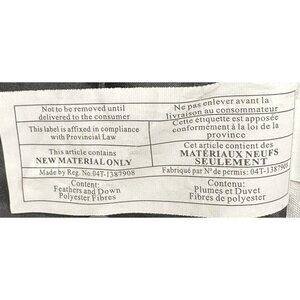 Not to be removed until
delivered to the consumer
This label is affixed in compliance
with Provincial Law
This article contains
NEW MATERIAL ONLY
Made by Reg. No.04T-1387908
Content:
Feathers and Down
Polyester Fibres
Ne pas enlever avant la
livraison au consommateur
Cette étiquette est apposée
conformément à la loi de la
province
Cet article contient des
MATÉRIAUX NEUFS
SEULEMENT
Fabriqué par N° de permis: 04T-1387908
Contenu:
Plumes et Duvet
Fibres de polyester